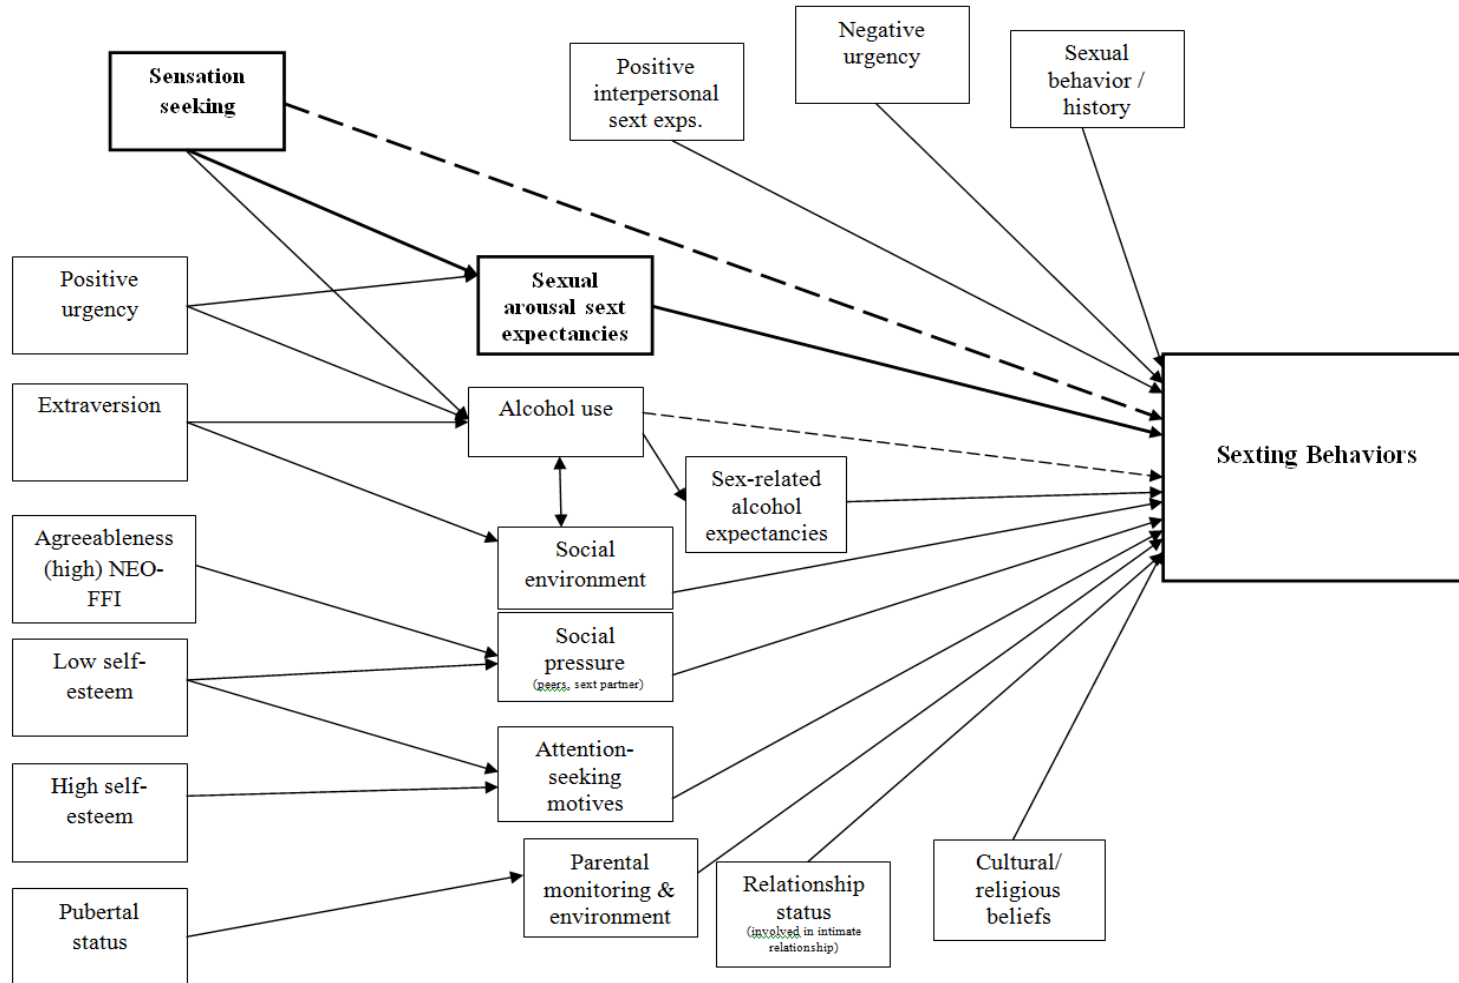 Sensation
seeking
Positive
interpersonal
sext exps.
Negative
urgency
Sexual
behavior /
history
Positive
urgency
Sexual
arousal sext
expectancies
Extraversion
Alcohol use
Sexting Behaviors
Sex-related
alcohol
expectancies
Agreeableness
(high) NEO-
FFI
Social
environment
Low self-
esteem
Social
pressure
(peers, sext partner)
High self-
esteem
Attention-
seeking
motives
Pubertal
status
Parental
monitoring &
environment
Relationship
status
(involved in intimate
relationship)
Cultural/
religious
beliefs